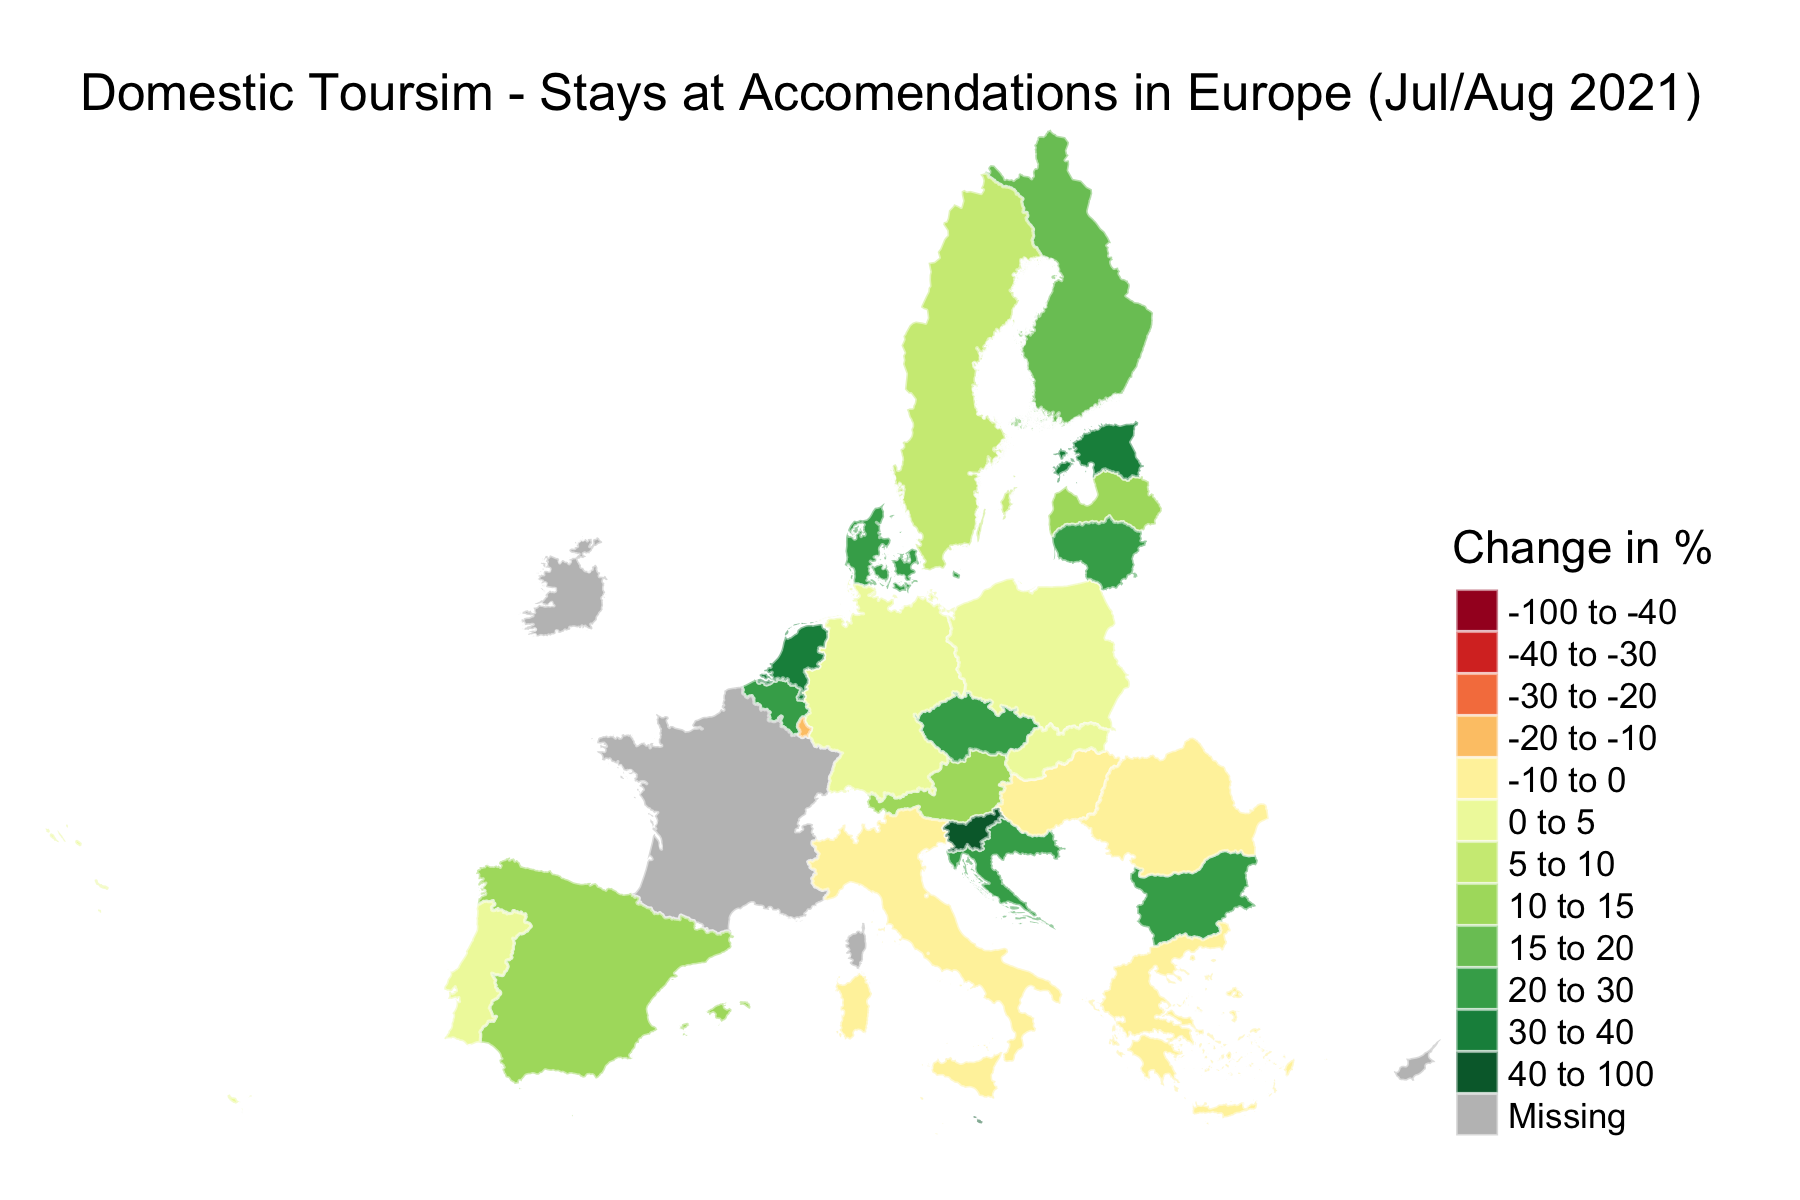 Domestic Toursim - Stays at Accomendations in Europe (Jul/Aug 2021)
Change in %
-100 to -40
-40 to -30
-30 to -20
-20 to -10
-10 to 0
0 to 5
5 to 10
10 to 15
15 to 20
20 to 30
30 to 40
40 to 100
Missing